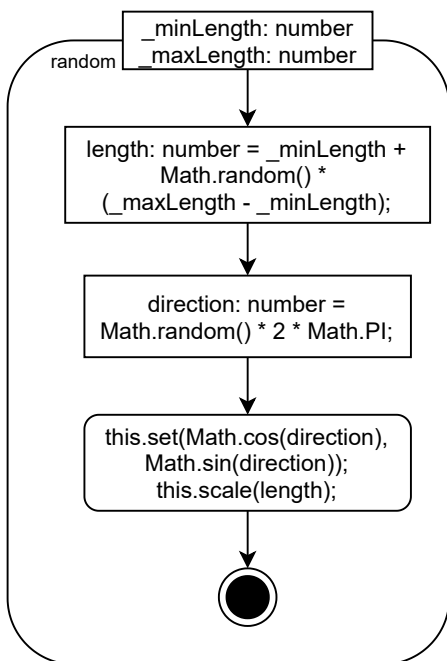 _minLength: number
_maxLength: number
random
length: number = _minLength +
Math.random() *
(_maxLength - _minLength);
direction: number =
Math.random() * 2 * Math.PI;
this.set(Math.cos(direction),
Math.sin(direction));
this.scale(length);